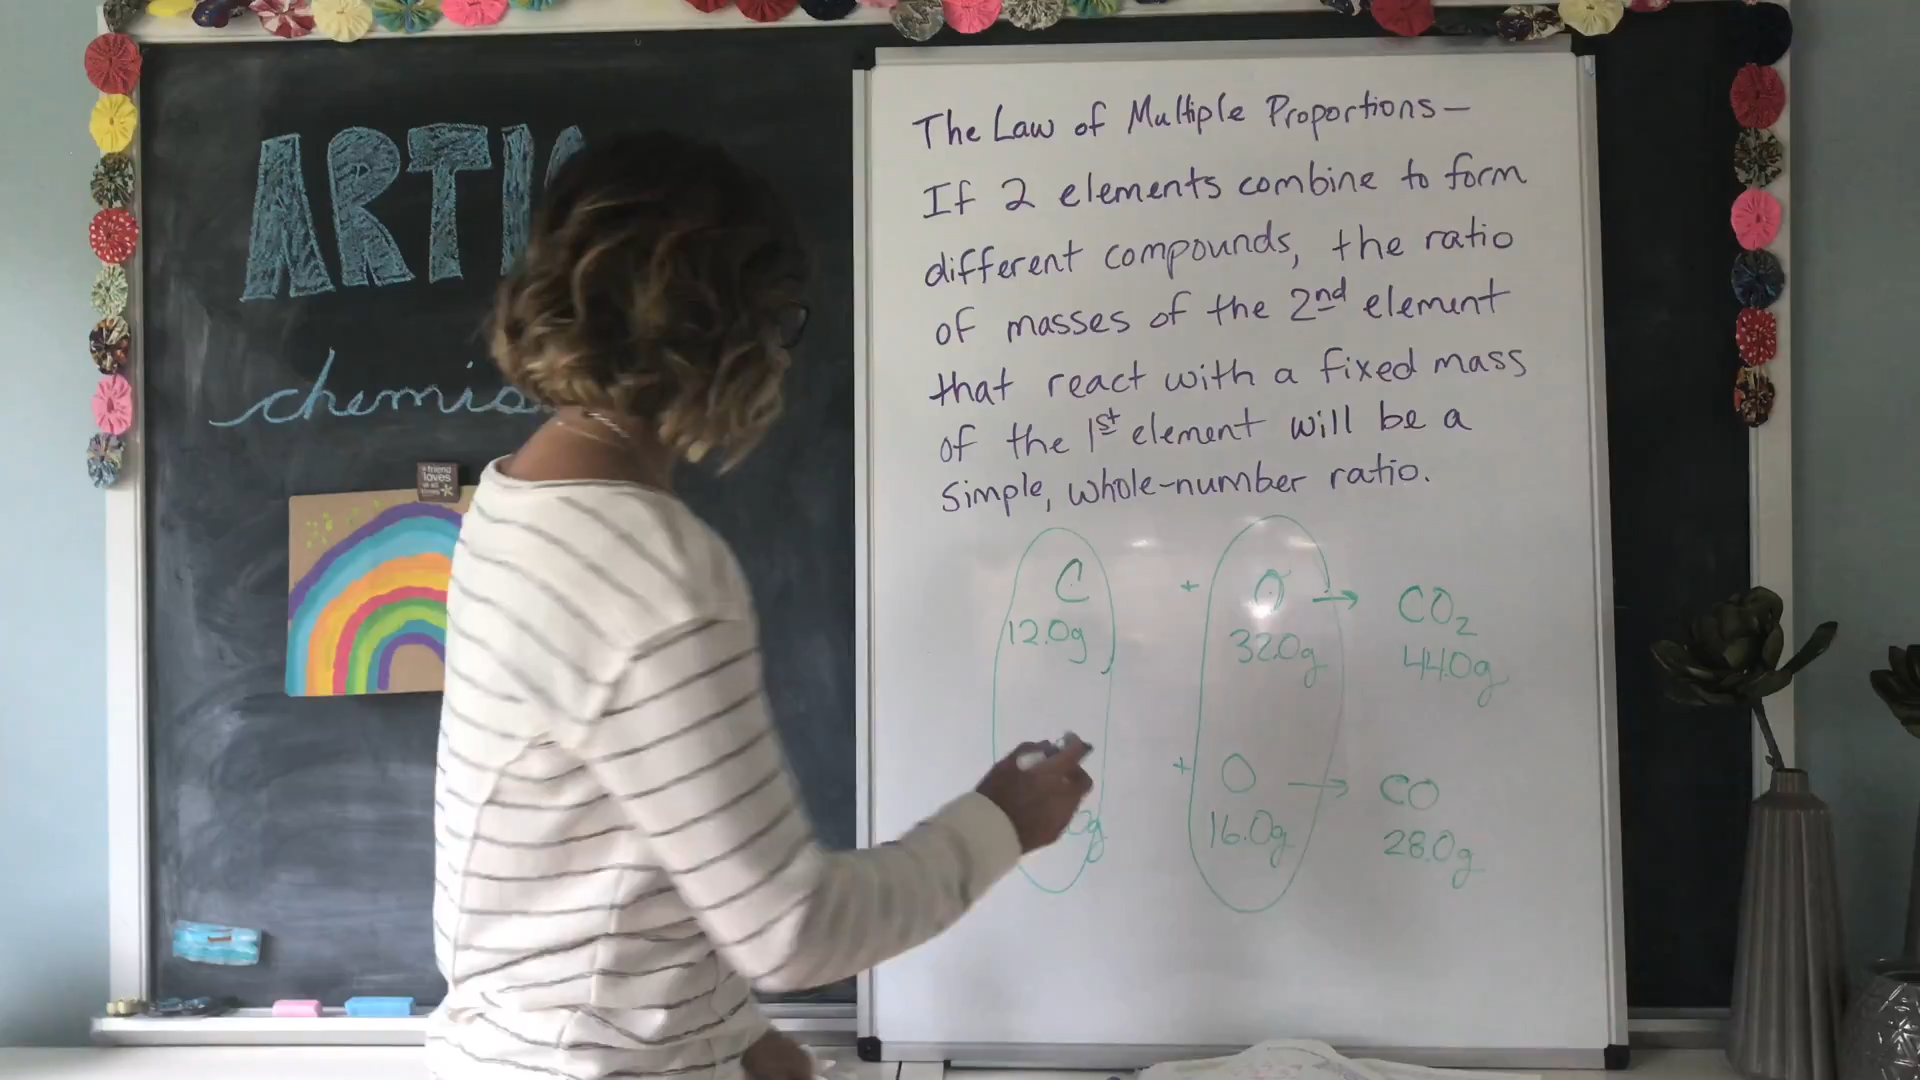 ARTI
chemis
a friend
loves
The Law of Multiple Proportions—
If 2 elements combine to form
different compounds, the ratio
of masses of the 2nd element
that react with a fixed mass
of the 1st element will be a
simple, whole-number ratio.
C + O → CO2
12.0g 32.0g 44.0g
+ O → CO
0g 16.0g 28.0g